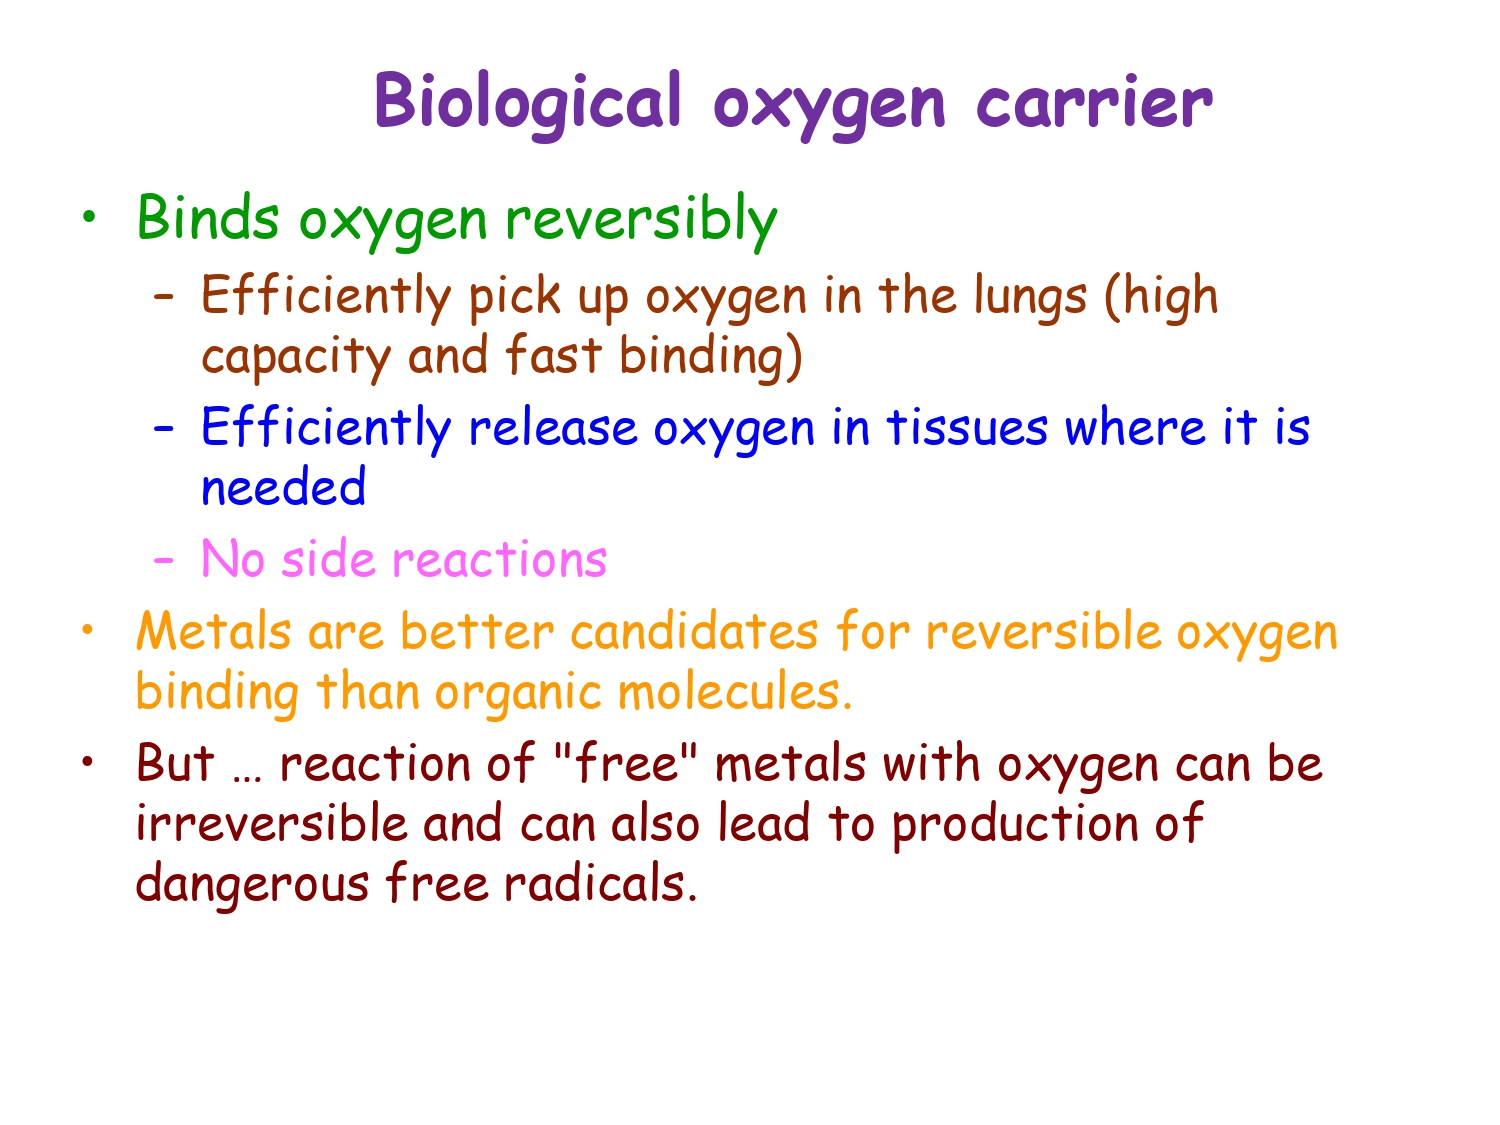 Biological oxygen carrier
• Binds oxygen reversibly
– Efficiently pick up oxygen in the lungs (high
capacity and fast binding)
– Efficiently release oxygen in tissues where it is
needed
– No side reactions
• Metals are better candidates for reversible oxygen
binding than organic molecules.
• But … reaction of "free" metals with oxygen can be
irreversible and can also lead to production of
dangerous free radicals.